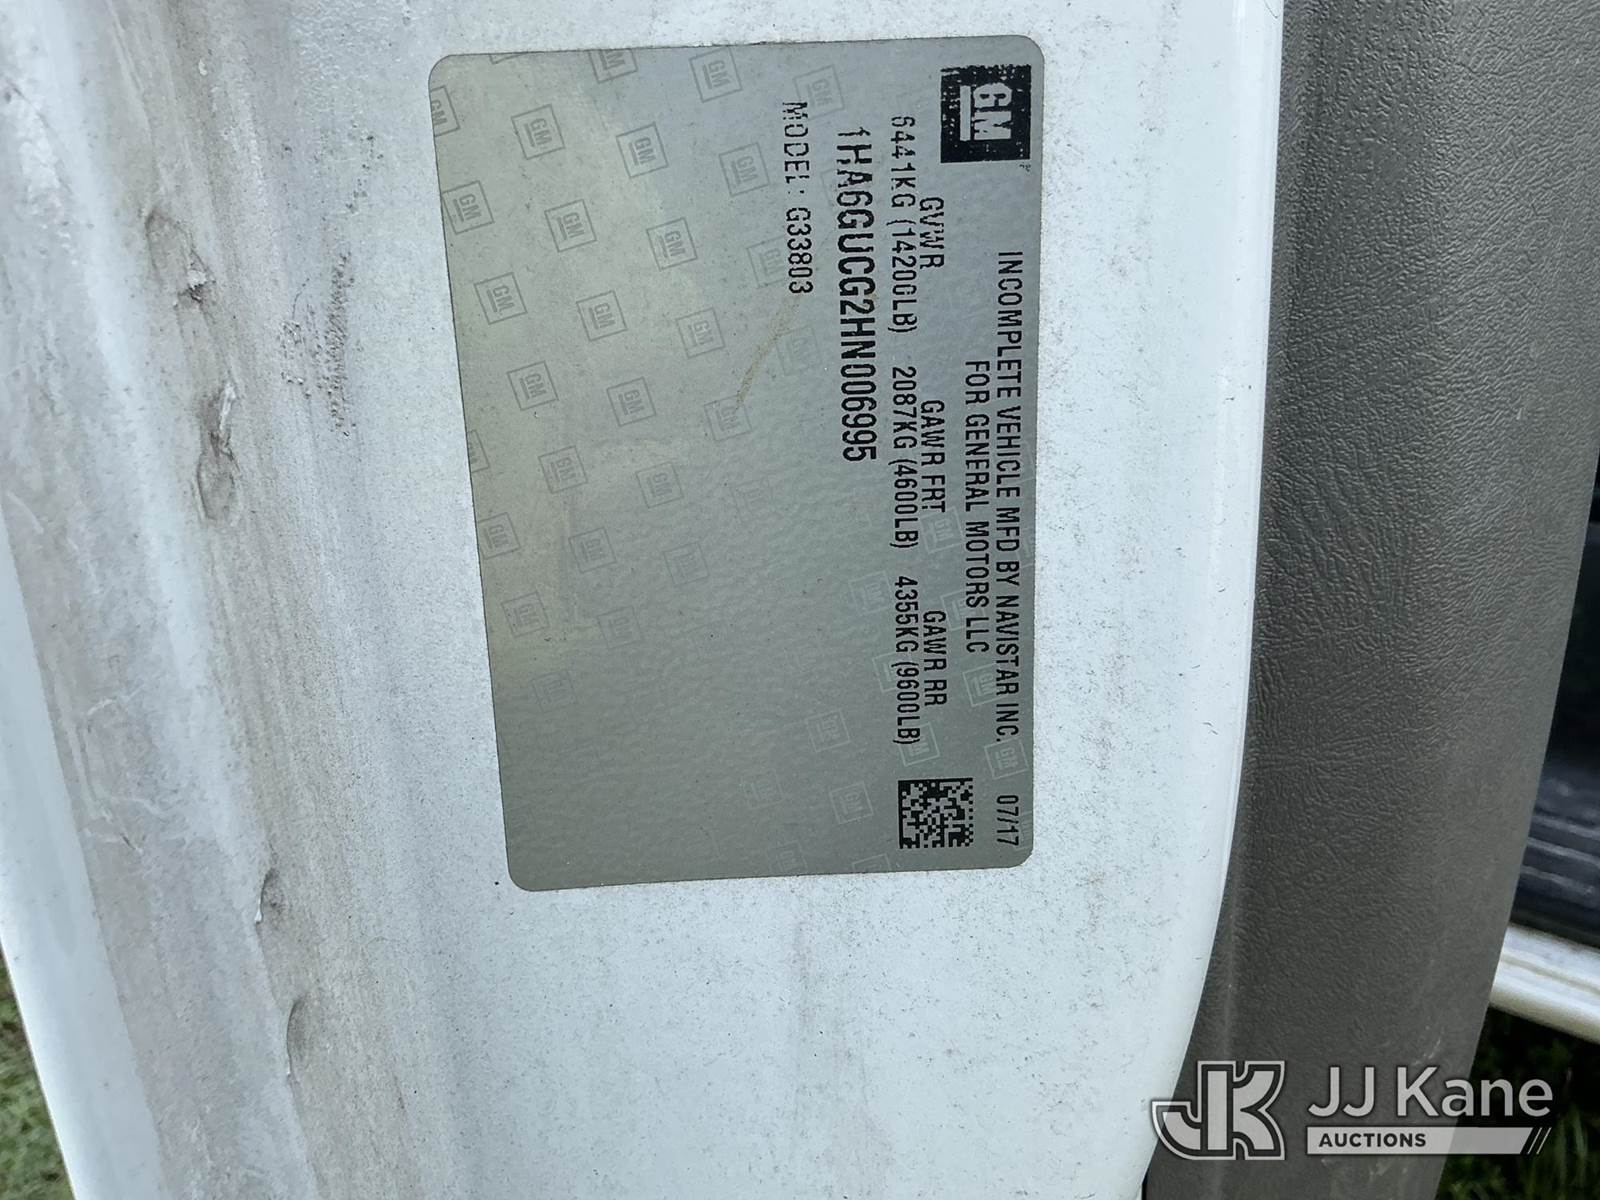 GM
INCOMPLETE VEHICLE MFD BY NAVISTAR INC. 07/17
FOR GENERAL MOTORS LLC
GVWR GAWR FRT GAWR RR
6441KG (14200LB) 2087KG (4600LB) 4355KG (9600LB)
1HA6GUCG2HN006995
MODEL: G33803
JK JJ Kane
AUCTIONS